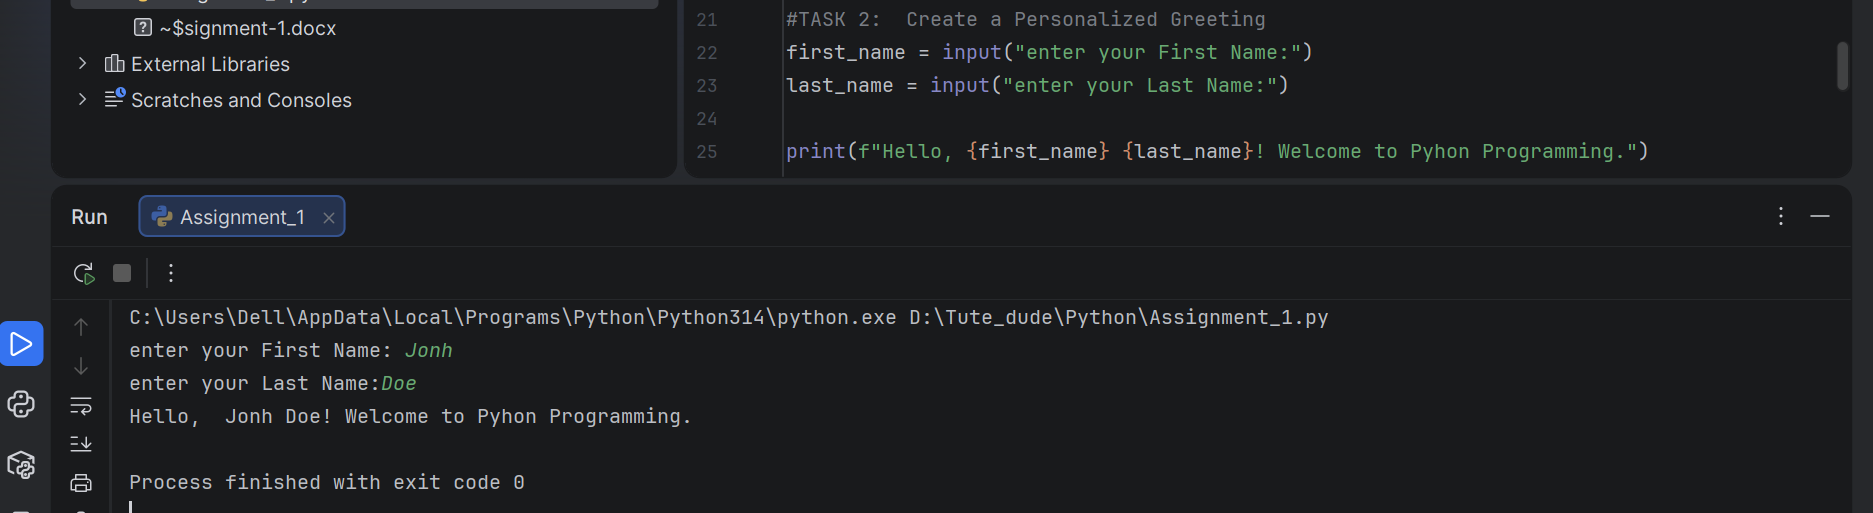 ~$signment-1.docx
External Libraries
Scratches and Consoles
21 #TASK 2:  Create a Personalized Greeting
22 first_name = input("enter your First Name:")
23 last_name = input("enter your Last Name:")
24
25 print(f"Hello, {first_name} {last_name}! Welcome to Pyhon Programming.")
Run Assignment_1
C:\Users\Dell\AppData\Local\Programs\Python\Python314\python.exe D:\Tute_dude\Python\Assignment_1.py
enter your First Name: Jonh
enter your Last Name:Doe
Hello,  Jonh Doe! Welcome to Pyhon Programming.
Process finished with exit code 0